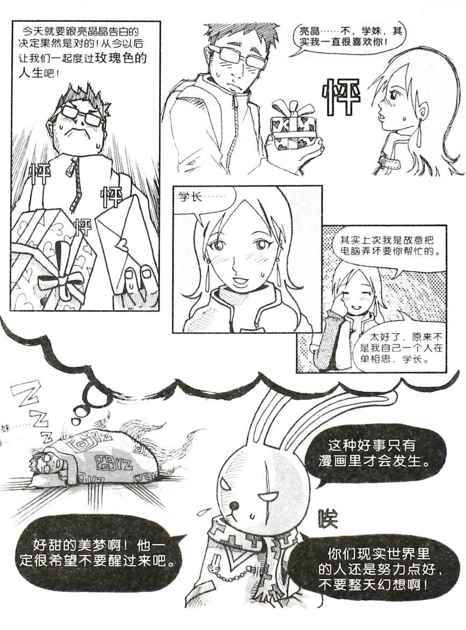 今天就要跟亮晶晶告白的
决定果然是对的！从今以后
让我们一起度过玫瑰色的
人生吧！
怦
怦
怦
亮晶……不，学妹，其
实我一直很喜欢你！
怦
学长……
其实上次我是故意把
电脑弄坏要你帮忙的。
太好了，原来不
是我自己一个人在
单相思，学长。
Z
Z
Z
这种好事只有
漫画里才会发生。
唉
好甜的美梦啊！他一
定很希望不要醒过来吧。
你们现实世界里
的人还是努力点好，
不要整天幻想啊！